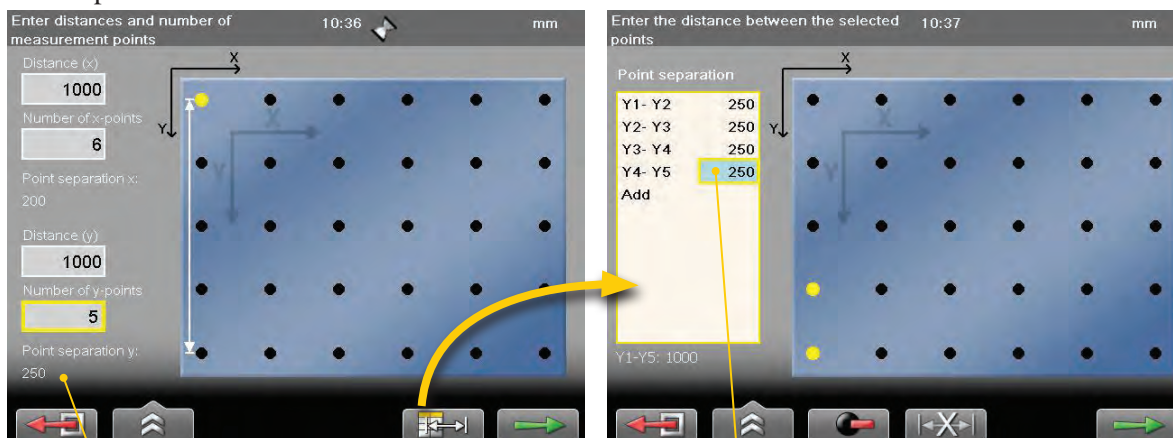 Enter distances and number of
measurement points
10:36
mm
Distance (x)
1000
Number of x-points
6
Point separation x:
200
Distance (y)
1000
Number of y-points
5
Point separation y:
250
X
Y
X
Y
Enter the distance between the selected
points
10:37
mm
Point separation
Y1- Y2 250
Y2- Y3 250
Y3- Y4 250
Y4- Y5 250
Add
Y1-Y5: 1000
X
Y
X
Y
X